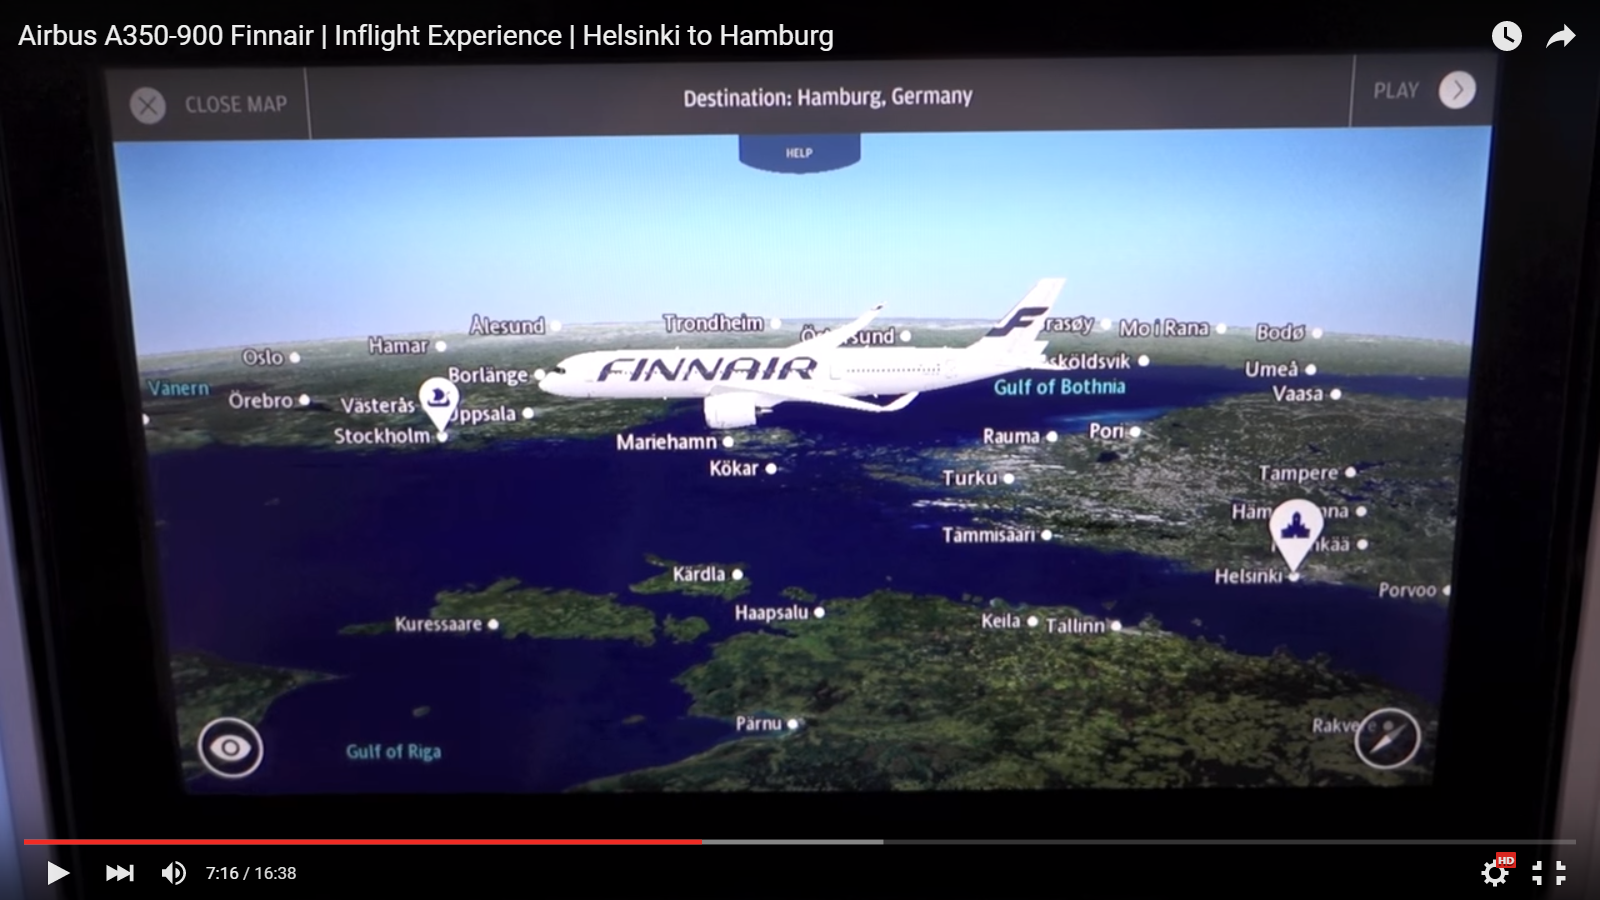 Airbus A350-900 Finnair | Inflight Experience | Helsinki to Hamburg
CLOSE MAP
Destination: Hamburg, Germany
PLAY
HELP
Ålesund
Trondheim
Mo i Rana
Bodø
Oslo
Hamar
Umeå
Vänern
Borlänge
FINNAIR
Gulf of Bothnia
Vaasa
Örebro
Västerås
Uppsala
Stockholm
Mariehamn
Rauma
Pori
Kökar
Turku
Tampere
Tammisaari
Kärdla
Helsinki
Porvoo
Kuressaare
Haapsalu
Keila
Tallinn
Pärnu
Gulf of Riga
7:16 / 16:38
HD